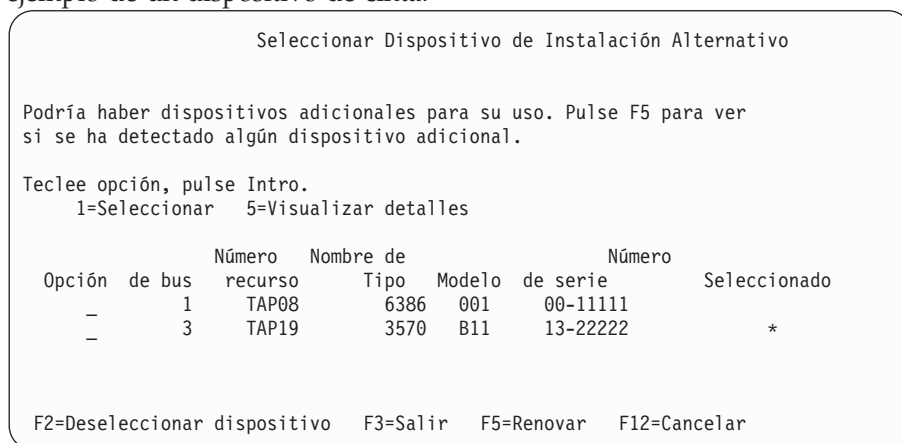 ejemplo de un dispositivo de cinta:
Seleccionar Dispositivo de Instalación Alternativo
Podría haber dispositivos adicionales para su uso. Pulse F5 para ver
si se ha detectado algún dispositivo adicional.
Teclee opción, pulse Intro.
1=Seleccionar 5=Visualizar detalles
Número Nombre de Número
Opción de bus recurso Tipo Modelo de serie Seleccionado
_ 1 TAP08 6386 001 00-11111
_ 3 TAP19 3570 B11 13-22222 *
F2=Deseleccionar dispositivo F3=Salir F5=Renovar F12=Cancelar